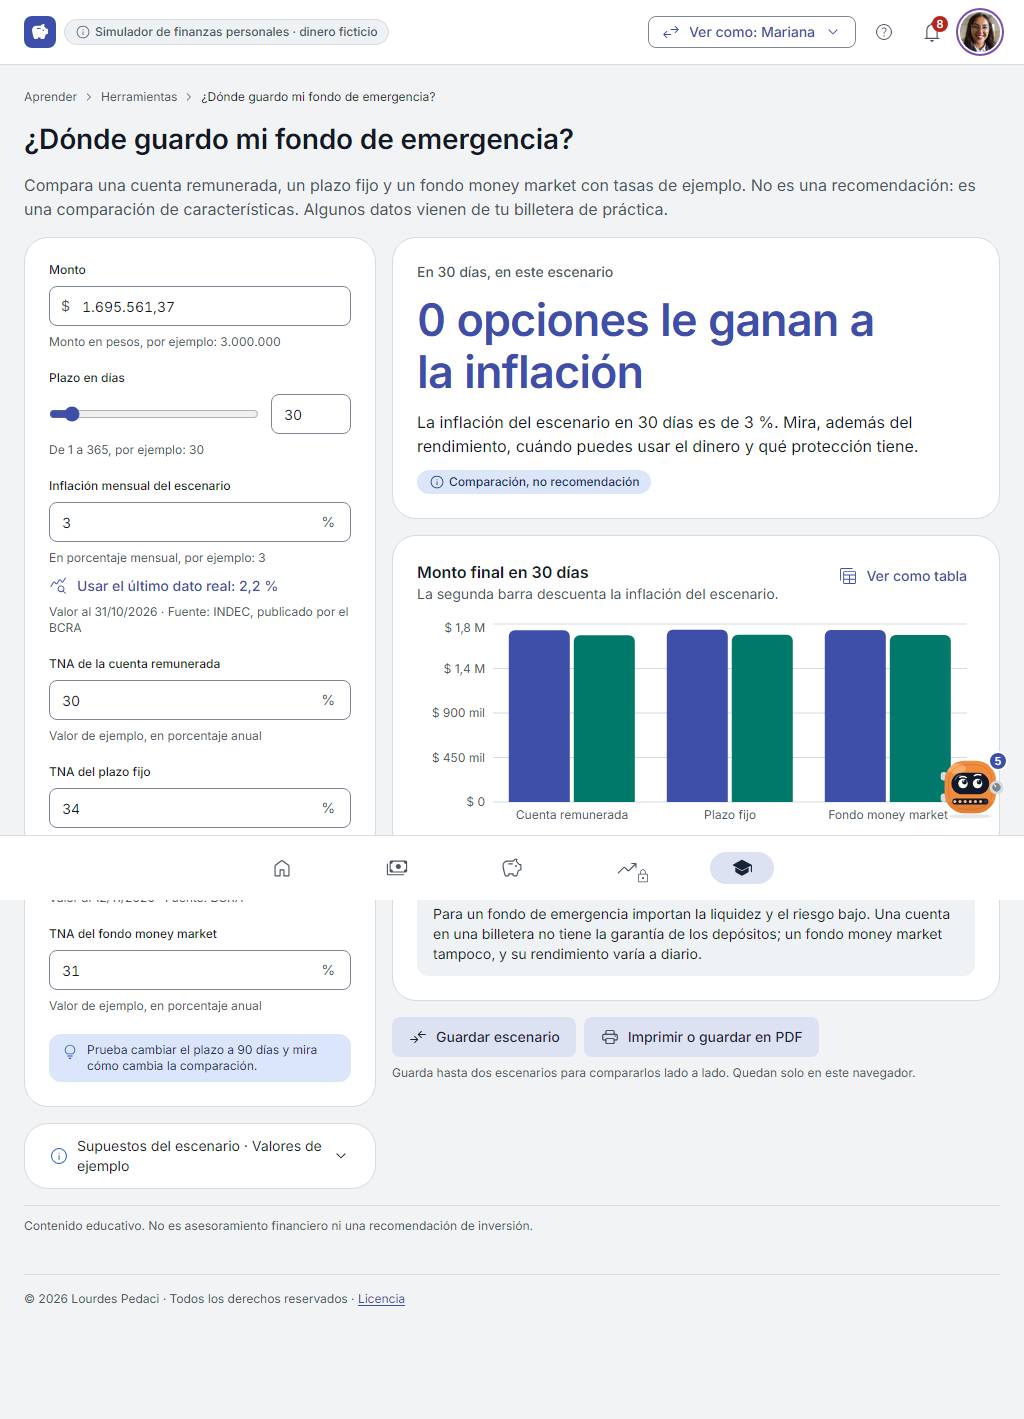 Simulador de finanzas personales · dinero ficticio
Ver como: Mariana
8
Aprender
Herramientas
¿Dónde guardo mi fondo de emergencia?
¿Dónde guardo mi fondo de emergencia?
Compara una cuenta remunerada, un plazo fijo y un fondo money market con tasas de ejemplo. No es una recomendación: es
una comparación de características. Algunos datos vienen de tu billetera de práctica.
Monto
$ 1.695.561,37
Monto en pesos, por ejemplo: 3.000.000
Plazo en días
30
De 1 a 365, por ejemplo: 30
Inflación mensual del escenario
3 %
En porcentaje mensual, por ejemplo: 3
Usar el último dato real: 2,2 %
Valor al 31/10/2026 · Fuente: INDEC, publicado por el
BCRA
TNA de la cuenta remunerada
30 %
Valor de ejemplo, en porcentaje anual
TNA del plazo fijo
34 %
TNA del fondo money market
31 %
Valor de ejemplo, en porcentaje anual
Prueba cambiar el plazo a 90 días y mira
cómo cambia la comparación.
Supuestos del escenario · Valores de
ejemplo
En 30 días, en este escenario
0 opciones le ganan a
la inflación
La inflación del escenario en 30 días es de 3 %. Mira, además del
rendimiento, cuándo puedes usar el dinero y qué protección tiene.
Comparación, no recomendación
Monto final en 30 días
La segunda barra descuenta la inflación del escenario.
Ver como tabla
$ 1,8 M
$ 1,4 M
$ 900 mil
$ 450 mil
$ 0
Cuenta remunerada
Plazo fijo
Fondo money market
5
Para un fondo de emergencia importan la liquidez y el riesgo bajo. Una cuenta
en una billetera no tiene la garantía de los depósitos; un fondo money market
tampoco, y su rendimiento varía a diario.
Guardar escenario
Imprimir o guardar en PDF
Guarda hasta dos escenarios para compararlos lado a lado. Quedan solo en este navegador.
Contenido educativo. No es asesoramiento financiero ni una recomendación de inversión.
© 2026 Lourdes Pedaci · Todos los derechos reservados · Licencia